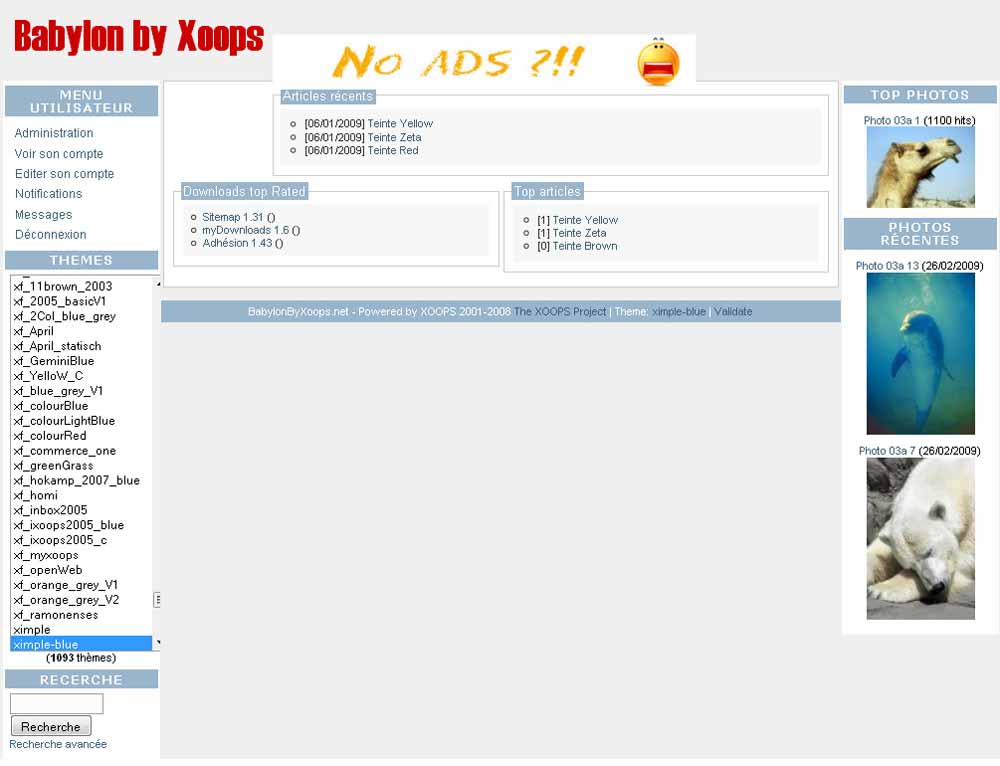 Babylon by Xoops
No ADS ?!!
MENU
UTILISATEUR
Administration
Voir son compte
Editer son compte
Notifications
Messages
Déconnexion
THEMES
xf_11brown_2003
xf_2005_basicV1
xf_2Col_blue_grey
xf_April
xf_April_statisch
xf_GeminiBlue
xf_YelloW_C
xf_blue_grey_V1
xf_colourBlue
xf_colourLightBlue
xf_colourRed
xf_commerce_one
xf_greenGrass
xf_hokamp_2007_blue
xf_homi
xf_inbox2005
xf_ixoops2005_blue
xf_ixoops2005_c
xf_myxoops
xf_openWeb
xf_orange_grey_V1
xf_orange_grey_V2
xf_ramonenses
ximple
ximple-blue
(1093 thèmes)
RECERCHE
Recherche
Recherche avancée
Articles récents
[06/01/2009] Teinte Yellow
[06/01/2009] Teinte Zeta
[06/01/2009] Teinte Red
Downloads top Rated
Sitemap 1.31 ()
myDownloads 1.6 ()
Adhésion 1.43 ()
Top articles
[1] Teinte Yellow
[1] Teinte Zeta
[0] Teinte Brown
BabylonByXoops.net - Powered by XOOPS 2001-2008 The XOOPS Project | Theme: ximple-blue | Validate
TOP PHOTOS
Photo 03a 1 (1100 hits)
PHOTOS
RÉCENTES
Photo 03a 13 (26/02/2009)
Photo 03a 7 (26/02/2009)